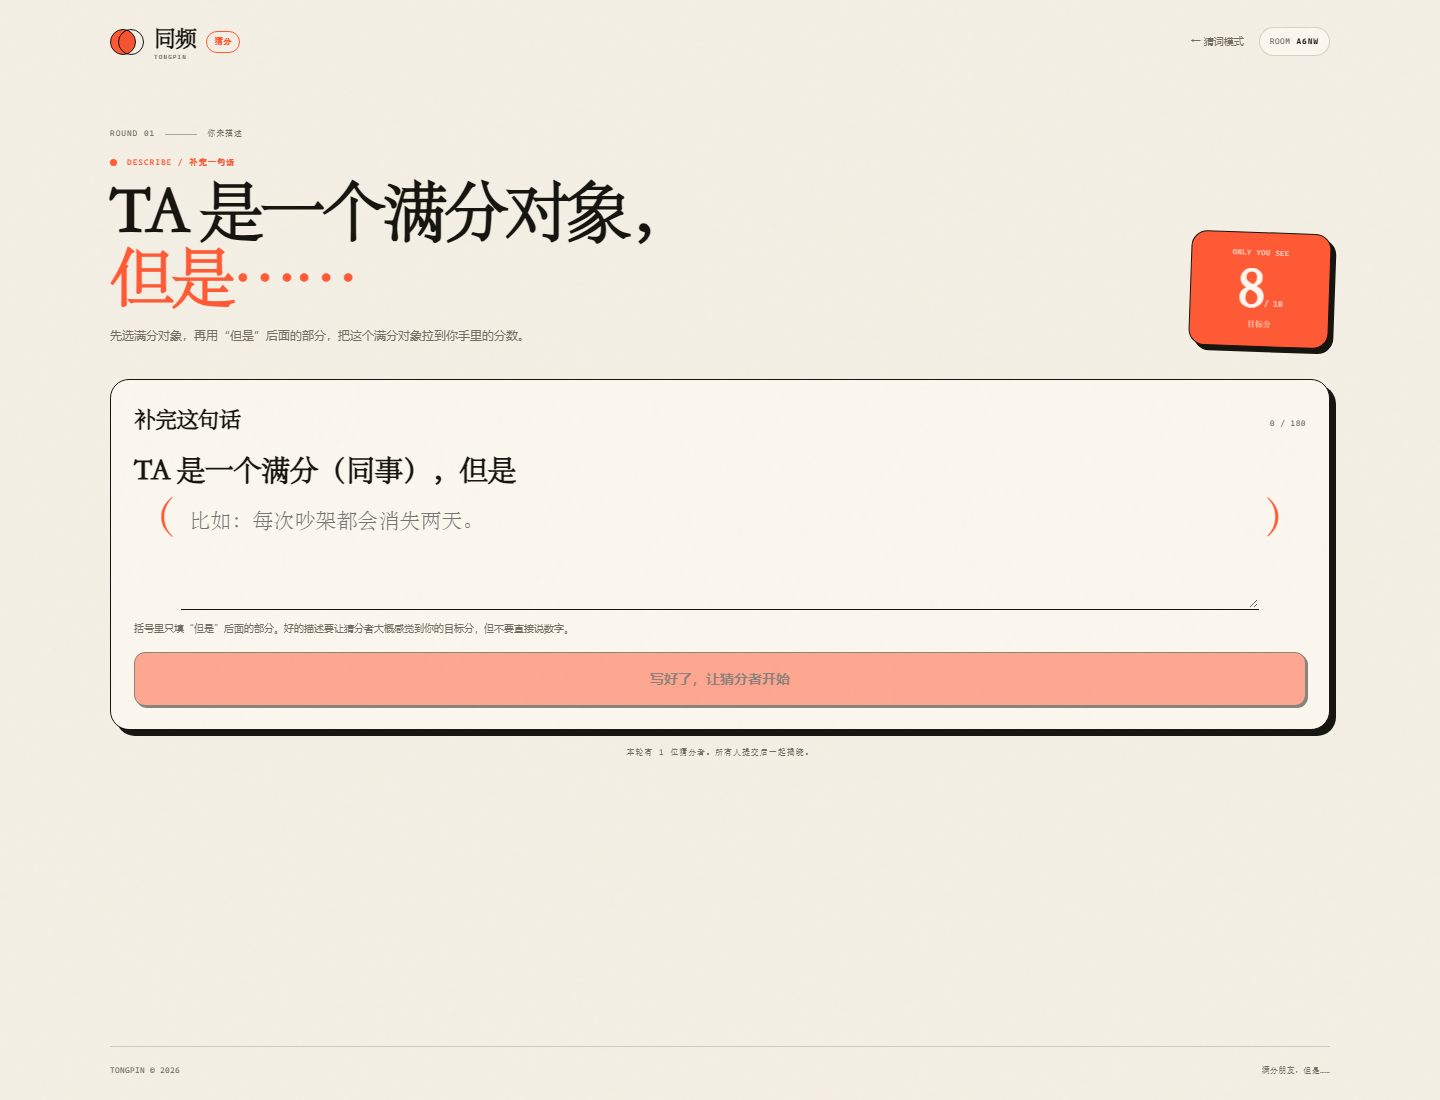 同频
TONGPIN
猜分
← 猜词模式
ROOM A6NW
ROUND 01 你来描述
DESCRIBE / 补完一句话
TA 是一个满分对象，
但是……
先选满分对象，再用“但是”后面的部分，把这个满分对象拉到你手里的分数。
ONLY YOU SEE
8 / 10
目标分
补完这句话
0 / 180
TA 是一个满分（同事），但是
（ 比如：每次吵架都会消失两天。 ）
括号里只填“但是”后面的部分。好的描述要让猜分者大概感觉到你的目标分，但不要直接说数字。
写好了，让猜分者开始
本轮有 1 位猜分者。所有人提交后一起揭晓。
TONGPIN © 2026
满分朋友，但是……